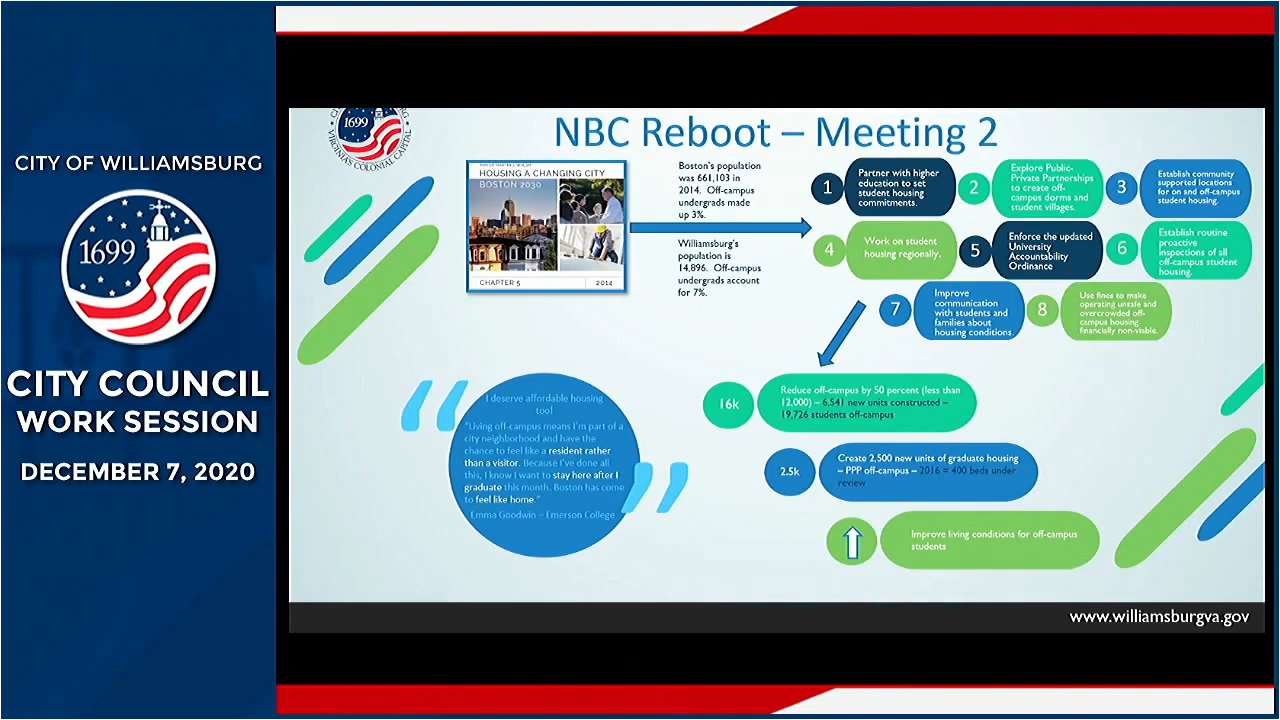 CITY OF WILLIAMSBURG
1699
CITY COUNCIL
WORK SESSION
DECEMBER 7, 2020
1699
VIRGINIA'S COLONIAL CAPITAL
NBC Reboot – Meeting 2
HOUSING A CHANGING CITY
BOSTON 2030
CHAPTER 5
2014
Boston's population
was 661,103 in
2014. Off-campus
undergrads made
up 3%.
Williamsburg's
population is
14,896. Off-campus
undergrads account
for 7%.
1
Partner with higher
education to set
student housing
commitments.
2
Explore Public-
Private Partnerships
to create off-
campus dorms and
student villages.
3
Establish community
supported locations
for on and off-campus
student housing.
4
Work on student
housing regionally.
5
Enforce the updated
University
Accountability
Ordinance
6
Establish routine
proactive
inspections of all
off-campus student
housing.
7
Improve
communication
with students and
families about
housing conditions.
8
Use fines to make
operating unsafe and
overcrowded off-
campus housing
financially non-viable.
16k
Reduce off-campus by 50 percent (less than
12,000) – 6,541 new units constructed –
19,726 students off-campus
2.5k
Create 2,500 new units of graduate housing
– PPP off-campus – 2016 = 400 beds under
review
Improve living conditions for off-campus
students
“
I deserve affordable housing
too!
“Living off-campus means I'm part of a
city neighborhood and have the
chance to feel like a resident rather
than a visitor. Because I've done all
this, I know I want to stay here after I
graduate this month. Boston has come
to feel like home.”
Emma Goodwin – Emerson College
”
www.williamsburgva.gov